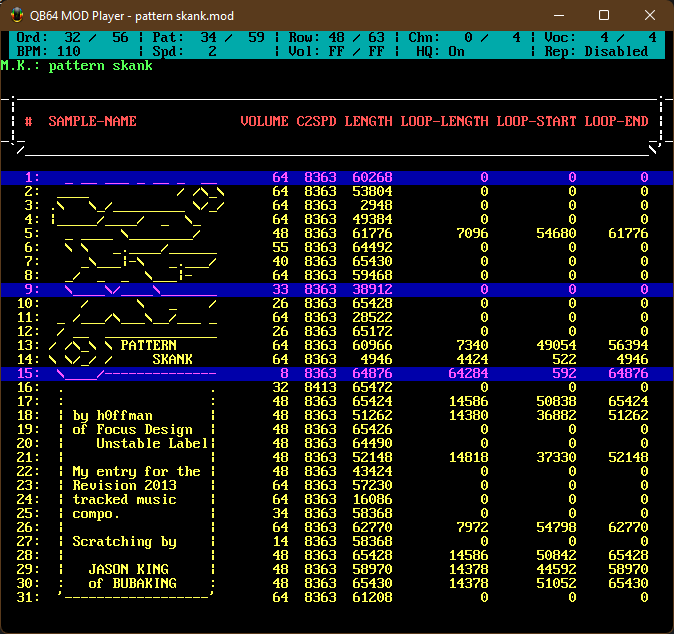 QB64 MOD Player - pattern skank.mod
Ord: 32 / 56 ¦ Pat: 34 / 59 ¦ Row: 48 / 63 ¦ Chn: 0 / 4 ¦ Voc: 4 / 4
BPM: 110 ¦ Spd: 2 ¦ Vol: FF / FF ¦ HQ: On ¦ Rep: Disabled
M.K.: pattern skank
# SAMPLE-NAME VOLUME C2SPD LENGTH LOOP-LENGTH LOOP-START LOOP-END
1: 64 8363 60268 0 0 0
2: 64 8363 53804 0 0 0
3: 64 8363 2948 0 0 0
4: 64 8363 49384 0 0 0
5: 48 8363 61776 7096 54680 61776
6: 55 8363 64492 0 0 0
7: 40 8363 65430 0 0 0
8: 64 8363 59468 0 0 0
9: 33 8363 38912 0 0 0
10: 26 8363 65428 0 0 0
11: 64 8363 28522 0 0 0
12: 26 8363 65172 0 0 0
13: PATTERN 64 8363 60966 7340 49054 56394
14: SKANK 64 8363 4946 4424 522 4946
15: 8 8363 64876 64284 592 64876
16: 32 8413 65472 0 0 0
17: 48 8363 65424 14586 50838 65424
18: by h0ffman 48 8363 51262 14380 36882 51262
19: of Focus Design 48 8363 65426 0 0 0
20: Unstable Label 48 8363 64490 0 0 0
21: 48 8363 52148 14818 37330 52148
22: My entry for the 48 8363 43424 0 0 0
23: Revision 2013 64 8363 57230 0 0 0
24: tracked music 64 8363 16086 0 0 0
25: compo. 34 8363 58368 0 0 0
26: 64 8363 62770 7972 54798 62770
27: Scratching by 14 8363 58368 0 0 0
28: 48 8363 65428 14586 50842 65428
29: JASON KING 48 8363 58970 14378 44592 58970
30: of BUBAKING 48 8363 65430 14378 51052 65430
31: 64 8363 61208 0 0 0